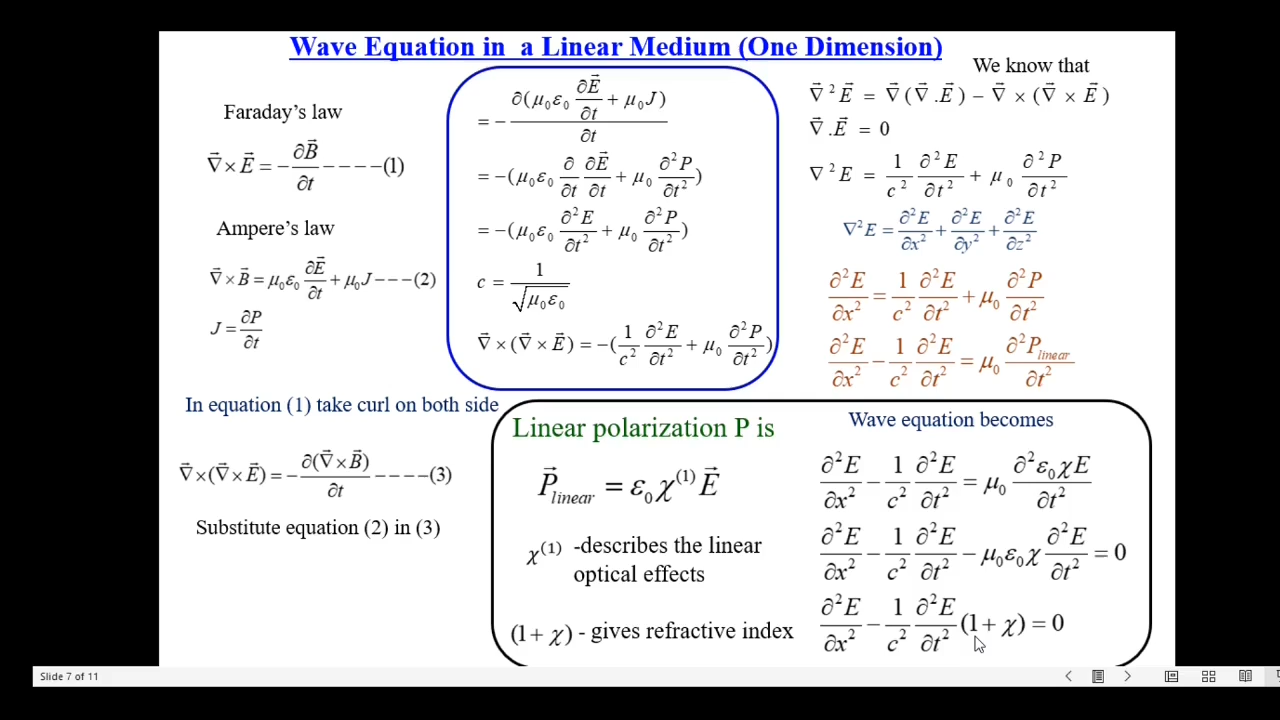 Wave Equation in a Linear Medium (One Dimension)
Faraday's law
∇⃗ × E⃗ = − ∂B⃗/∂t − − − −(1)
Ampere's law
∇⃗ × B⃗ = μ₀ε₀ ∂E⃗/∂t + μ₀J − − −(2)
J = ∂P/∂t
In equation (1) take curl on both side
∇⃗ × (∇⃗ × E⃗) = − ∂(∇⃗ × B⃗)/∂t − − − −(3)
Substitute equation (2) in (3)
= − ∂(μ₀ε₀ ∂E⃗/∂t + μ₀J)/∂t
= −(μ₀ε₀ ∂/∂t ∂E⃗/∂t + μ₀ ∂²P/∂t²)
= −(μ₀ε₀ ∂²E/∂t² + μ₀ ∂²P/∂t²)
c = 1/√μ₀ε₀
∇⃗ × (∇⃗ × E⃗) = −(1/c² ∂²E/∂t² + μ₀ ∂²P/∂t²)
We know that
∇⃗²E⃗ = ∇⃗(∇⃗.E⃗) − ∇⃗ × (∇⃗ × E⃗)
∇⃗.E⃗ = 0
∇²E = 1/c² ∂²E/∂t² + μ₀ ∂²P/∂t²
∇²E = ∂²E/∂x² + ∂²E/∂y² + ∂²E/∂z²
∂²E/∂x² = 1/c² ∂²E/∂t² + μ₀ ∂²P/∂t²
∂²E/∂x² − 1/c² ∂²E/∂t² = μ₀ ∂²P_linear/∂t²
Linear polarization P is
P⃗_linear = ε₀χ⁽¹⁾E⃗
χ⁽¹⁾ -describes the linear
optical effects
(1 + χ) - gives refractive index
Wave equation becomes
∂²E/∂x² − 1/c² ∂²E/∂t² = μ₀ ∂²ε₀χE/∂t²
∂²E/∂x² − 1/c² ∂²E/∂t² − μ₀ε₀χ ∂²E/∂t² = 0
∂²E/∂x² − 1/c² ∂²E/∂t² (1 + χ) = 0
Slide 7 of 11